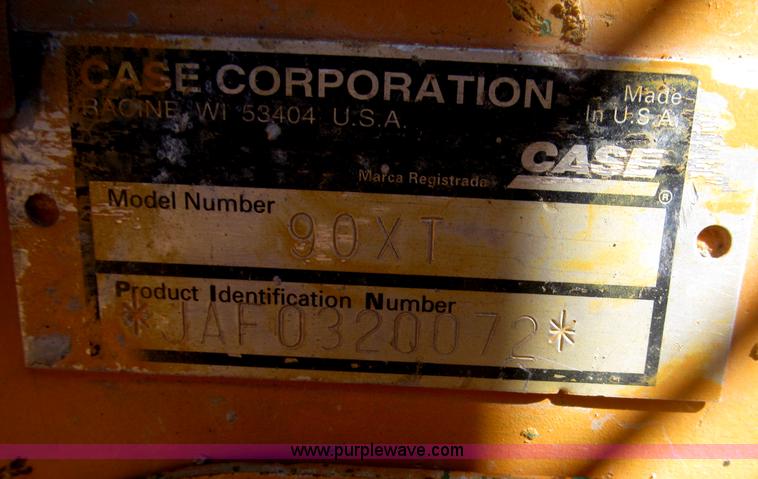 CASE CORPORATION
RACINE, WI 53404 U.S.A.
Made
In U.S.A.
CASE
Marca Registrada ®
Model Number
90XT
Product Identification Number
*JAF0320072*
www.purplewave.com